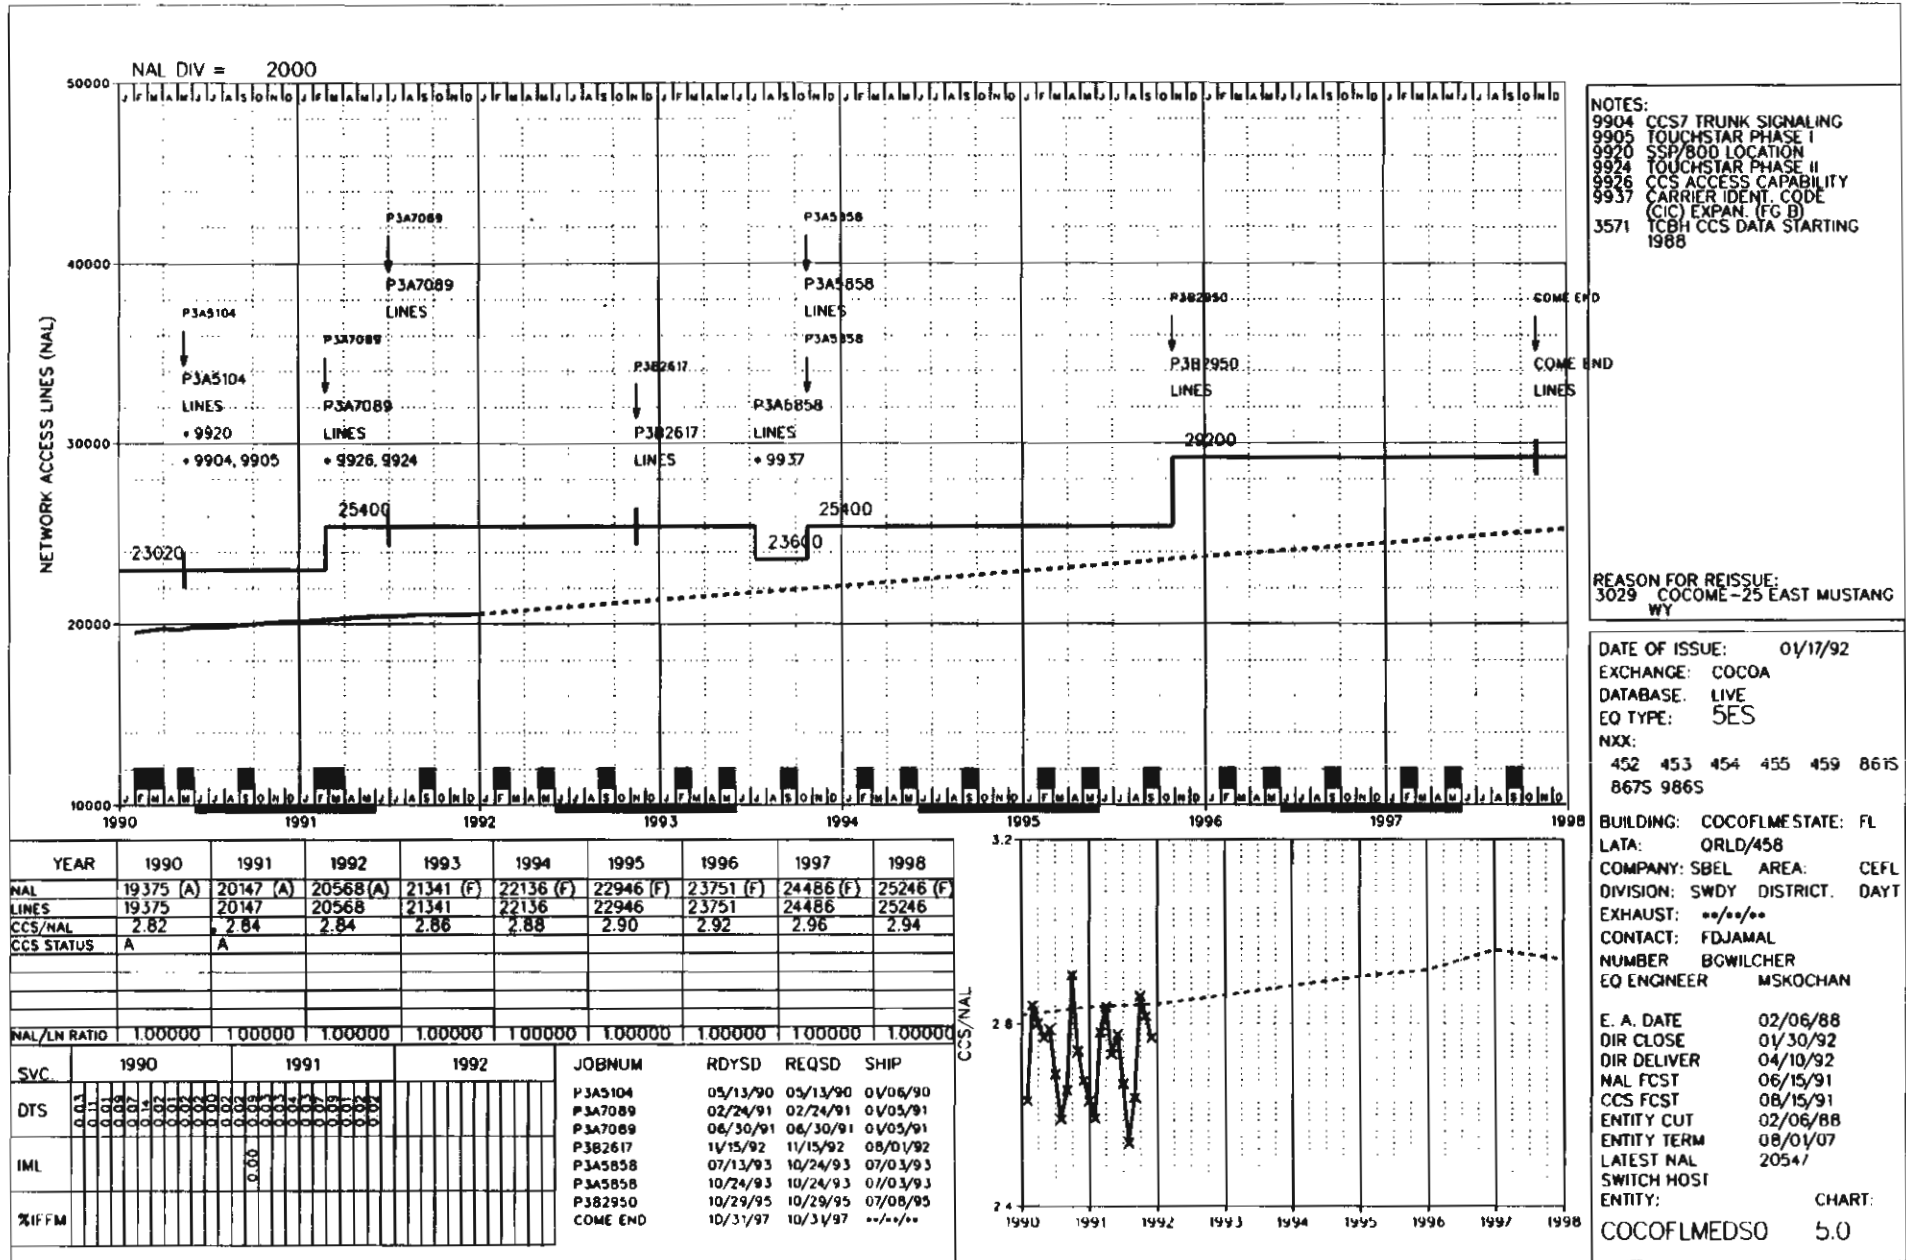 NAL DIV = 2000
50000
40000
30000
20000
10000
NETWORK ACCESS LINES (NAL)
P3A5104
P3A5104
LINES
* 9920
* 9904, 9905
P3A7089
P3A7089
LINES
* 9926, 9924
P3A7089
P3A7089
LINES
P3B2617
P3B2617
LINES
P3A5858
P3A5858
LINES
P3A5858
P3A5858
LINES
* 9937
P3B2950
P3B2950
LINES
COME END
COME END
LINES
23020
25400
23600
25400
29200
J F M A M J J A S O N D
1990 1991 1992 1993 1994 1995 1996 1997 1998
NOTES:
9904 CCS7 TRUNK SIGNALING
9905 TOUCHSTAR PHASE I
9920 SSP/800 LOCATION
9924 TOUCHSTAR PHASE II
9926 CCS ACCESS CAPABILITY
9937 CARRIER IDENT. CODE
(CIC) EXPAN. (FG B)
3571 TCBH CCS DATA STARTING
1988
REASON FOR REISSUE:
3029 COCOME-25 EAST MUSTANG
WY
DATE OF ISSUE: 01/17/92
EXCHANGE: COCOA
DATABASE. LIVE
EQ TYPE: 5ES
NXX:
452 453 454 455 459 861S
867S 986S
BUILDING: COCOFLME STATE: FL
LATA: ORLD/458
COMPANY: SBEL AREA: CEFL
DIVISION: SWDY DISTRICT. DAYT
EXHAUST: **/**/**
CONTACT: FDJAMAL
NUMBER BGWILCHER
EQ ENGINEER MSKOCHAN
E. A. DATE 02/06/88
DIR CLOSE 01/30/92
DIR DELIVER 04/10/92
NAL FCST 06/15/91
CCS FCST 08/15/91
ENTITY CUT 02/06/88
ENTITY TERM 08/01/07
LATEST NAL 20547
SWITCH HOST
ENTITY: CHART:
COCOFLMEDS0 5.0
YEAR 1990 1991 1992 1993 1994 1995 1996 1997 1998
NAL 19375 (A) 20147 (A) 20568 (A) 21341 (F) 22136 (F) 22946 (F) 23751 (F) 24486 (F) 25246 (F)
LINES 19375 20147 20568 21341 22136 22946 23751 24486 25246
CCS/NAL 2.82 2.84 2.84 2.86 2.88 2.90 2.92 2.96 2.94
CCS STATUS A A
NAL/LN RATIO 1.00000 1.00000 1.00000 1.00000 1.00000 1.00000 1.00000 1.00000 1.00000
SVC. 1990 1991 1992
DTS
IML 0.00
%IFFM
JOBNUM RDYSD REQSD SHIP
P3A5104 05/13/90 05/13/90 01/06/90
P3A7089 02/24/91 02/24/91 01/05/91
P3A7089 06/30/91 06/30/91 01/05/91
P3B2617 11/15/92 11/15/92 08/01/92
P3A5858 07/13/93 10/24/93 07/03/93
P3A5858 10/24/93 10/24/93 07/03/93
P3B2950 10/29/95 10/29/95 07/08/95
COME END 10/31/97 10/31/97 **/**/**
CCS/NAL
3.2
2.8
2.4
1990 1991 1992 1993 1994 1995 1996 1997 1998